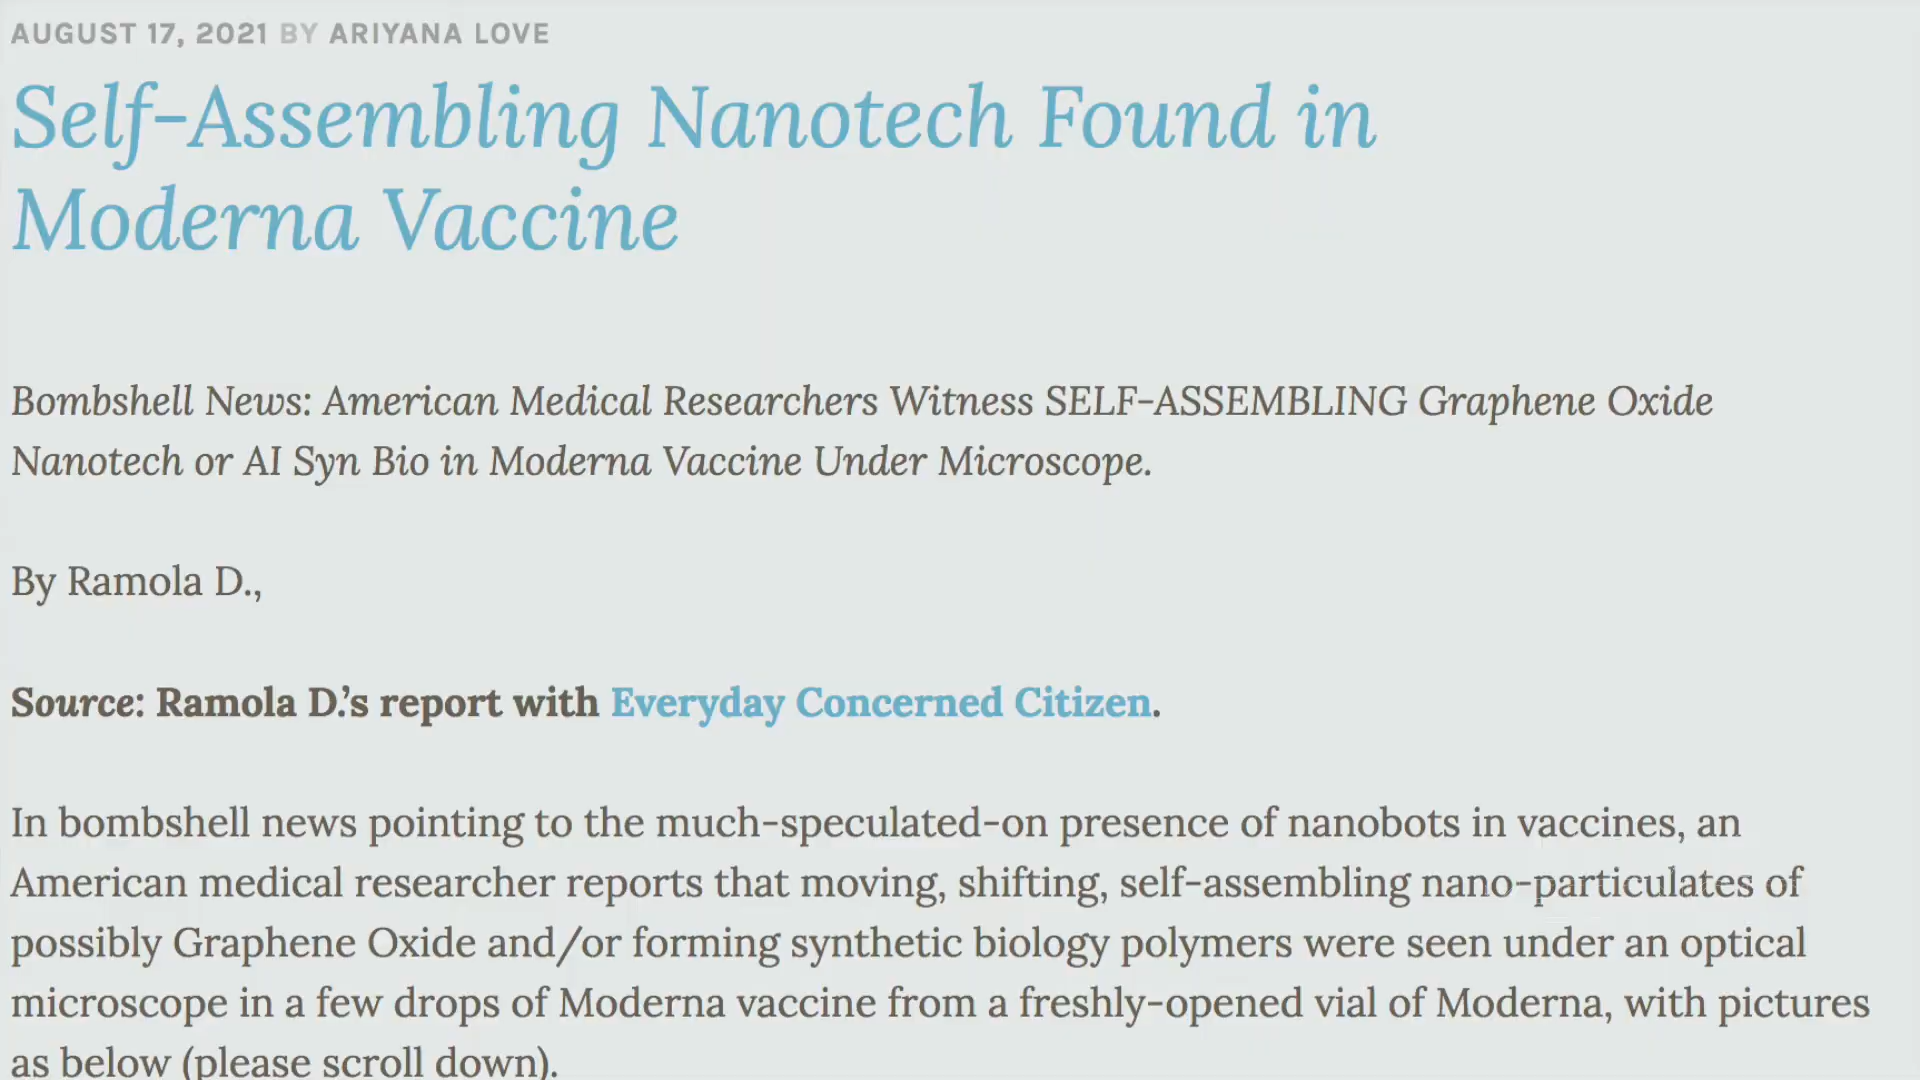 AUGUST 17, 2021 BY ARIYANA LOVE
Self-Assembling Nanotech Found in
Moderna Vaccine
Bombshell News: American Medical Researchers Witness SELF-ASSEMBLING Graphene Oxide
Nanotech or AI Syn Bio in Moderna Vaccine Under Microscope.
By Ramola D.,
Source: Ramola D.’s report with Everyday Concerned Citizen.
In bombshell news pointing to the much-speculated-on presence of nanobots in vaccines, an
American medical researcher reports that moving, shifting, self-assembling nano-particulates of
possibly Graphene Oxide and/or forming synthetic biology polymers were seen under an optical
microscope in a few drops of Moderna vaccine from a freshly-opened vial of Moderna, with pictures
as below (please scroll down).